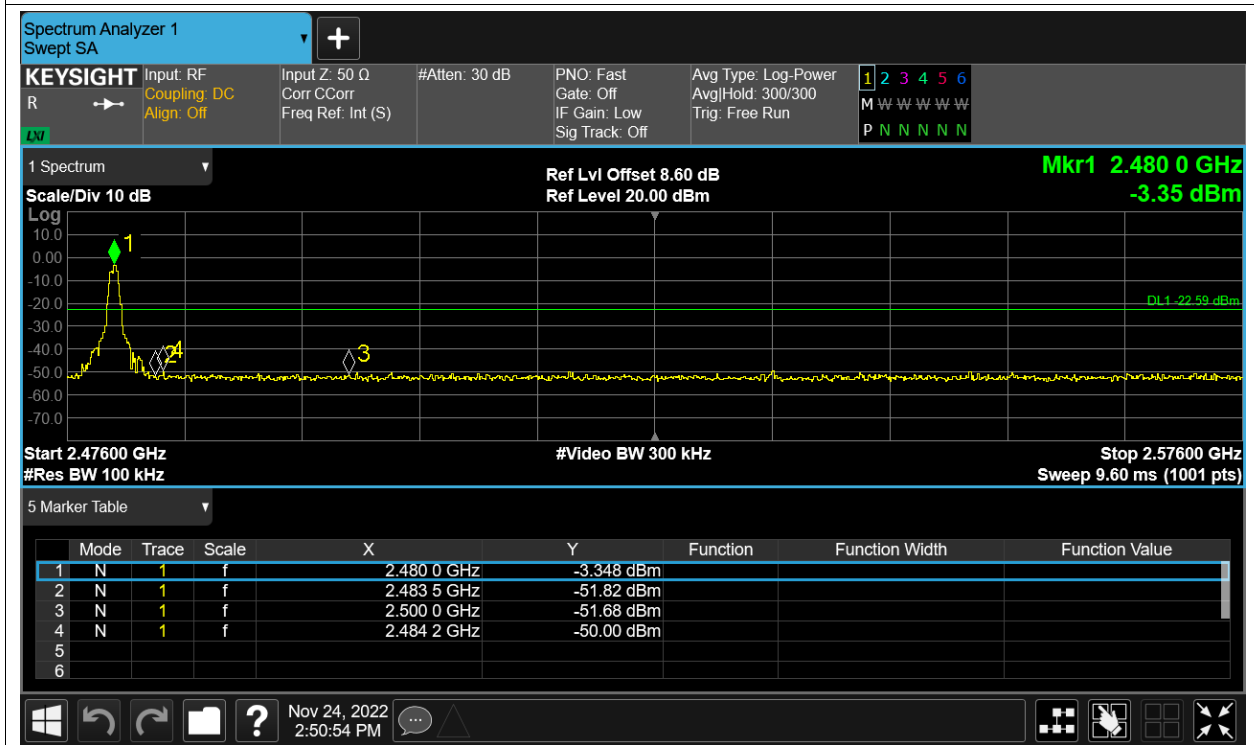 Spectrum Analyzer 1
Swept SA
KEYSIGHT
R
LXI
Input: RF
Coupling: DC
Align: Off
Input Z: 50 Ω
Corr CCorr
Freq Ref: Int (S)
#Atten: 30 dB
PNO: Fast
Gate: Off
IF Gain: Low
Sig Track: Off
Avg Type: Log-Power
Avg|Hold: 300/300
Trig: Free Run
1 2 3 4 5 6
M W W W W W
P N N N N N
1 Spectrum
Scale/Div 10 dB
Ref Lvl Offset 8.60 dB
Ref Level 20.00 dBm
Mkr1 2.480 0 GHz
-3.35 dBm
Log
10.0
0.00
-10.0
-20.0
-30.0
-40.0
-50.0
-60.0
-70.0
1
2
4
3
DL1 -22.59 dBm
Start 2.47600 GHz
#Res BW 100 kHz
#Video BW 300 kHz
Stop 2.57600 GHz
Sweep 9.60 ms (1001 pts)
5 Marker Table
Mode Trace Scale X Y Function Function Width Function Value
1 N 1 f 2.480 0 GHz -3.348 dBm
2 N 1 f 2.483 5 GHz -51.82 dBm
3 N 1 f 2.500 0 GHz -51.68 dBm
4 N 1 f 2.484 2 GHz -50.00 dBm
5
6
?
Nov 24, 2022
2:50:54 PM